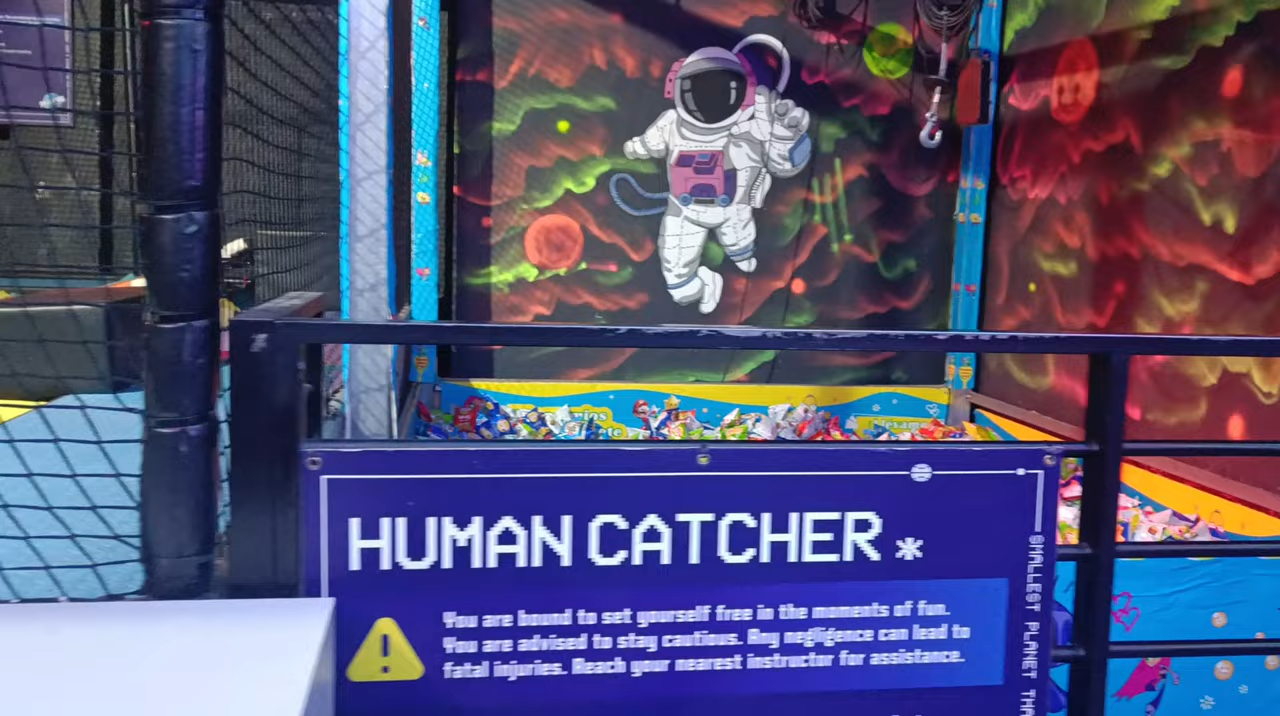 HUMAN CATCHER *
You are bound to set yourself free in the moments of fun.
You are advised to stay cautious. Any negligence can lead to
fatal injuries. Reach your nearest instructor for assistance.
SMALLEST PLANET THA